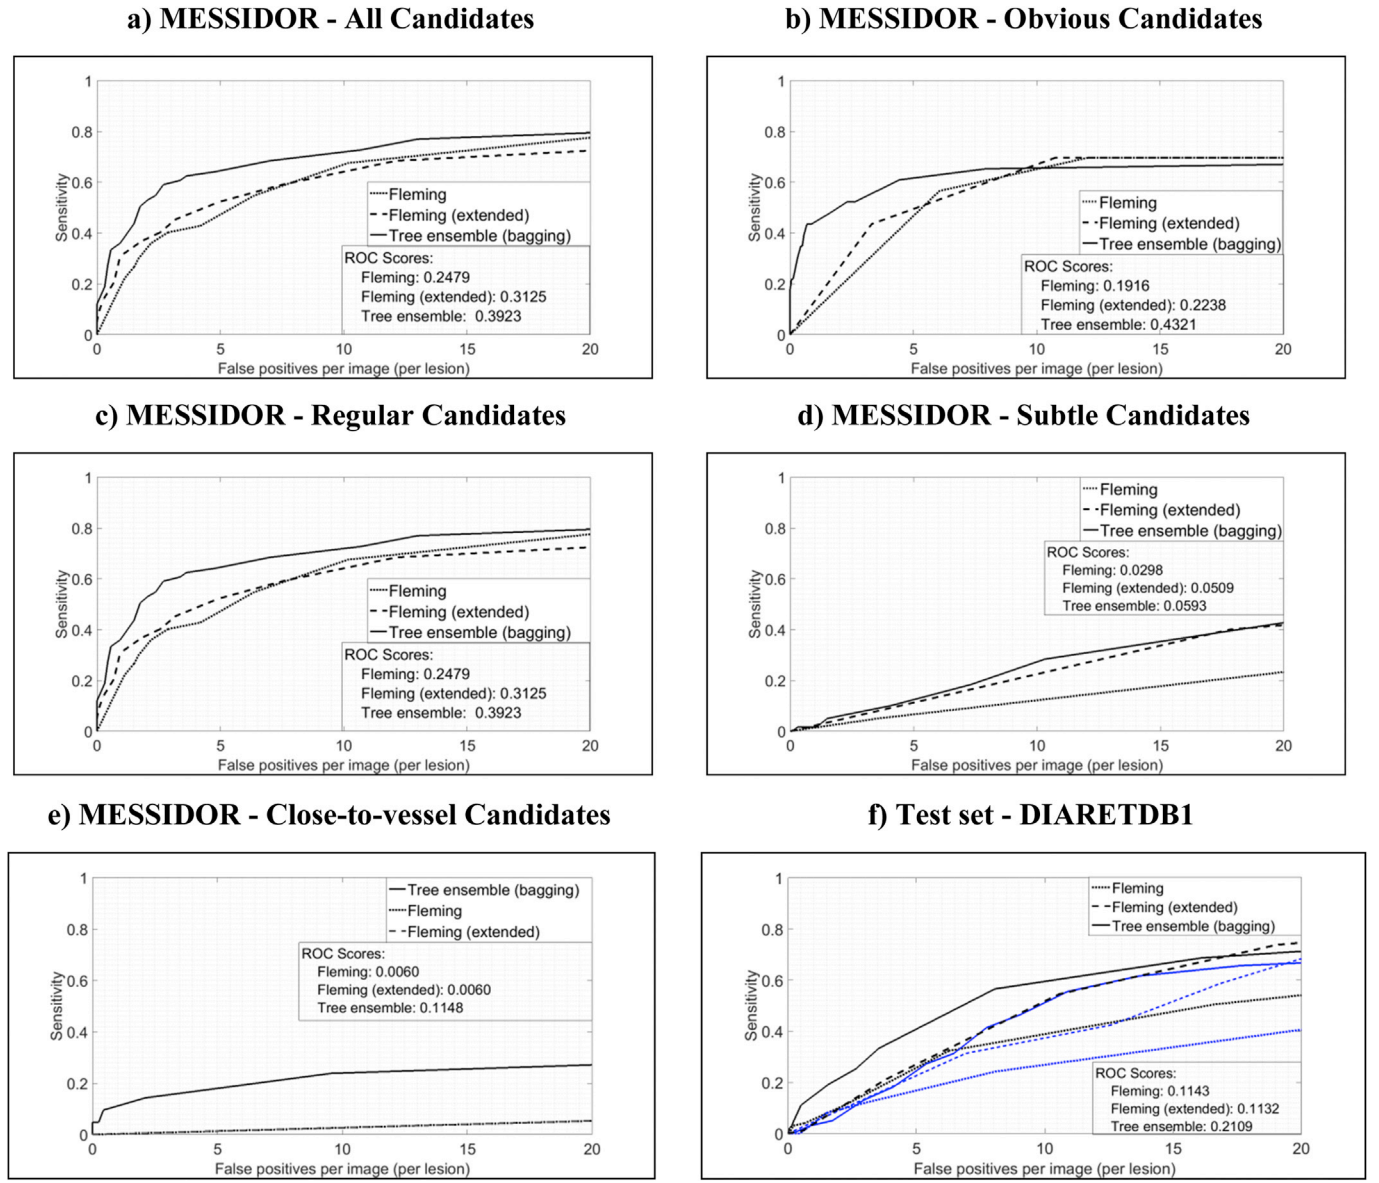 a) MESSIDOR - All Candidates
1
0.8
0.6
0.4
0.2
0
Sensitivity
Fleming
Fleming (extended)
Tree ensemble (bagging)
ROC Scores:
Fleming: 0.2479
Fleming (extended): 0.3125
Tree ensemble: 0.3923
0 5 10 15 20
False positives per image (per lesion)
b) MESSIDOR - Obvious Candidates
1
0.8
0.6
0.4
0.2
0
Sensitivity
Fleming
Fleming (extended)
Tree ensemble (bagging)
ROC Scores:
Fleming: 0.1916
Fleming (extended): 0.2238
Tree ensemble: 0.4321
0 5 10 15 20
False positives per image (per lesion)
c) MESSIDOR - Regular Candidates
1
0.8
0.6
0.4
0.2
0
Sensitivity
Fleming
Fleming (extended)
Tree ensemble (bagging)
ROC Scores:
Fleming: 0.2479
Fleming (extended): 0.3125
Tree ensemble: 0.3923
0 5 10 15 20
False positives per image (per lesion)
d) MESSIDOR - Subtle Candidates
1
0.8
0.6
0.4
0.2
0
Sensitivity
Fleming
Fleming (extended)
Tree ensemble (bagging)
ROC Scores:
Fleming: 0.0298
Fleming (extended): 0.0509
Tree ensemble: 0.0593
0 5 10 15 20
False positives per image (per lesion)
e) MESSIDOR - Close-to-vessel Candidates
1
0.8
0.6
0.4
0.2
0
Sensitivity
Tree ensemble (bagging)
Fleming
Fleming (extended)
ROC Scores:
Fleming: 0.0060
Fleming (extended): 0.0060
Tree ensemble: 0.1148
0 5 10 15 20
False positives per image (per lesion)
f) Test set - DIARETDB1
1
0.8
0.6
0.4
0.2
0
Sensitivity
Fleming
Fleming (extended)
Tree ensemble (bagging)
ROC Scores:
Fleming: 0.1143
Fleming (extended): 0.1132
Tree ensemble: 0.2109
0 5 10 15 20
False positives per image (per lesion)